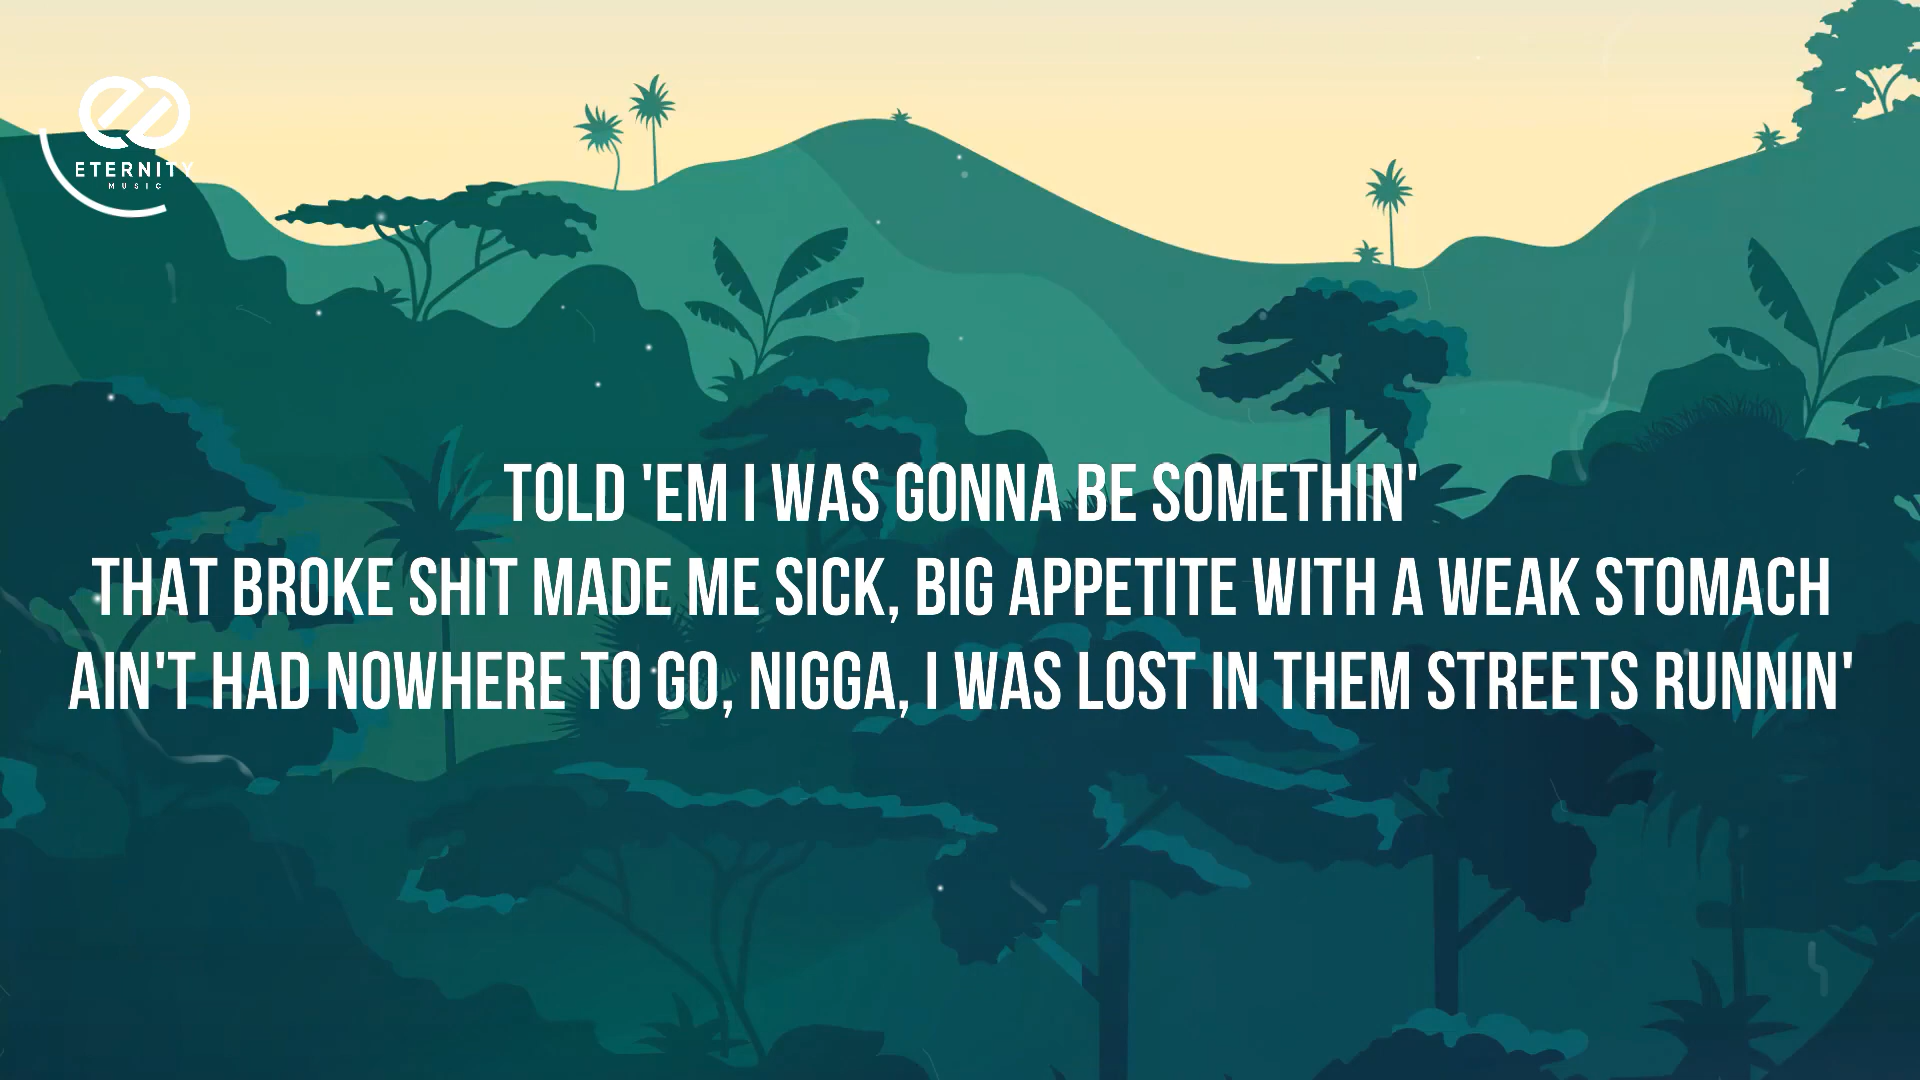 ETERNITY
MUSIC
TOLD 'EM I WAS GONNA BE SOMETHIN'
THAT BROKE SHIT MADE ME SICK, BIG APPETITE WITH A WEAK STOMACH
AIN'T HAD NOWHERE TO GO, NIGGA, I WAS LOST IN THEM STREETS RUNNIN'